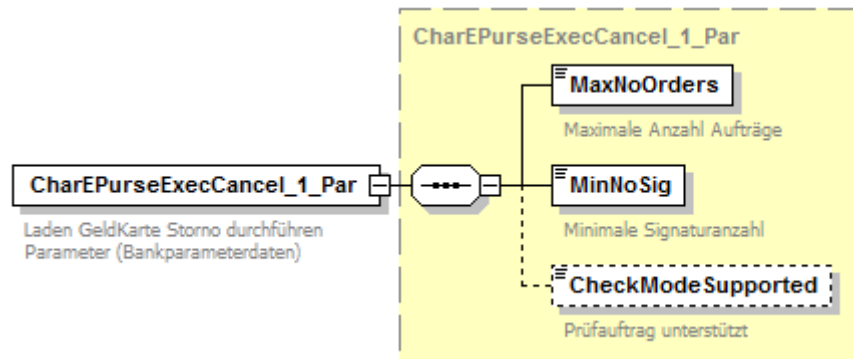 CharEPurseExecCancel_1_Par
MaxNoOrders
Maximale Anzahl Aufträge
CharEPurseExecCancel_1_Par
Laden GeldKarte Storno durchführen
Parameter (Bankparameterdaten)
MinNoSig
Minimale Signaturanzahl
CheckModeSupported
Prüfauftrag unterstützt